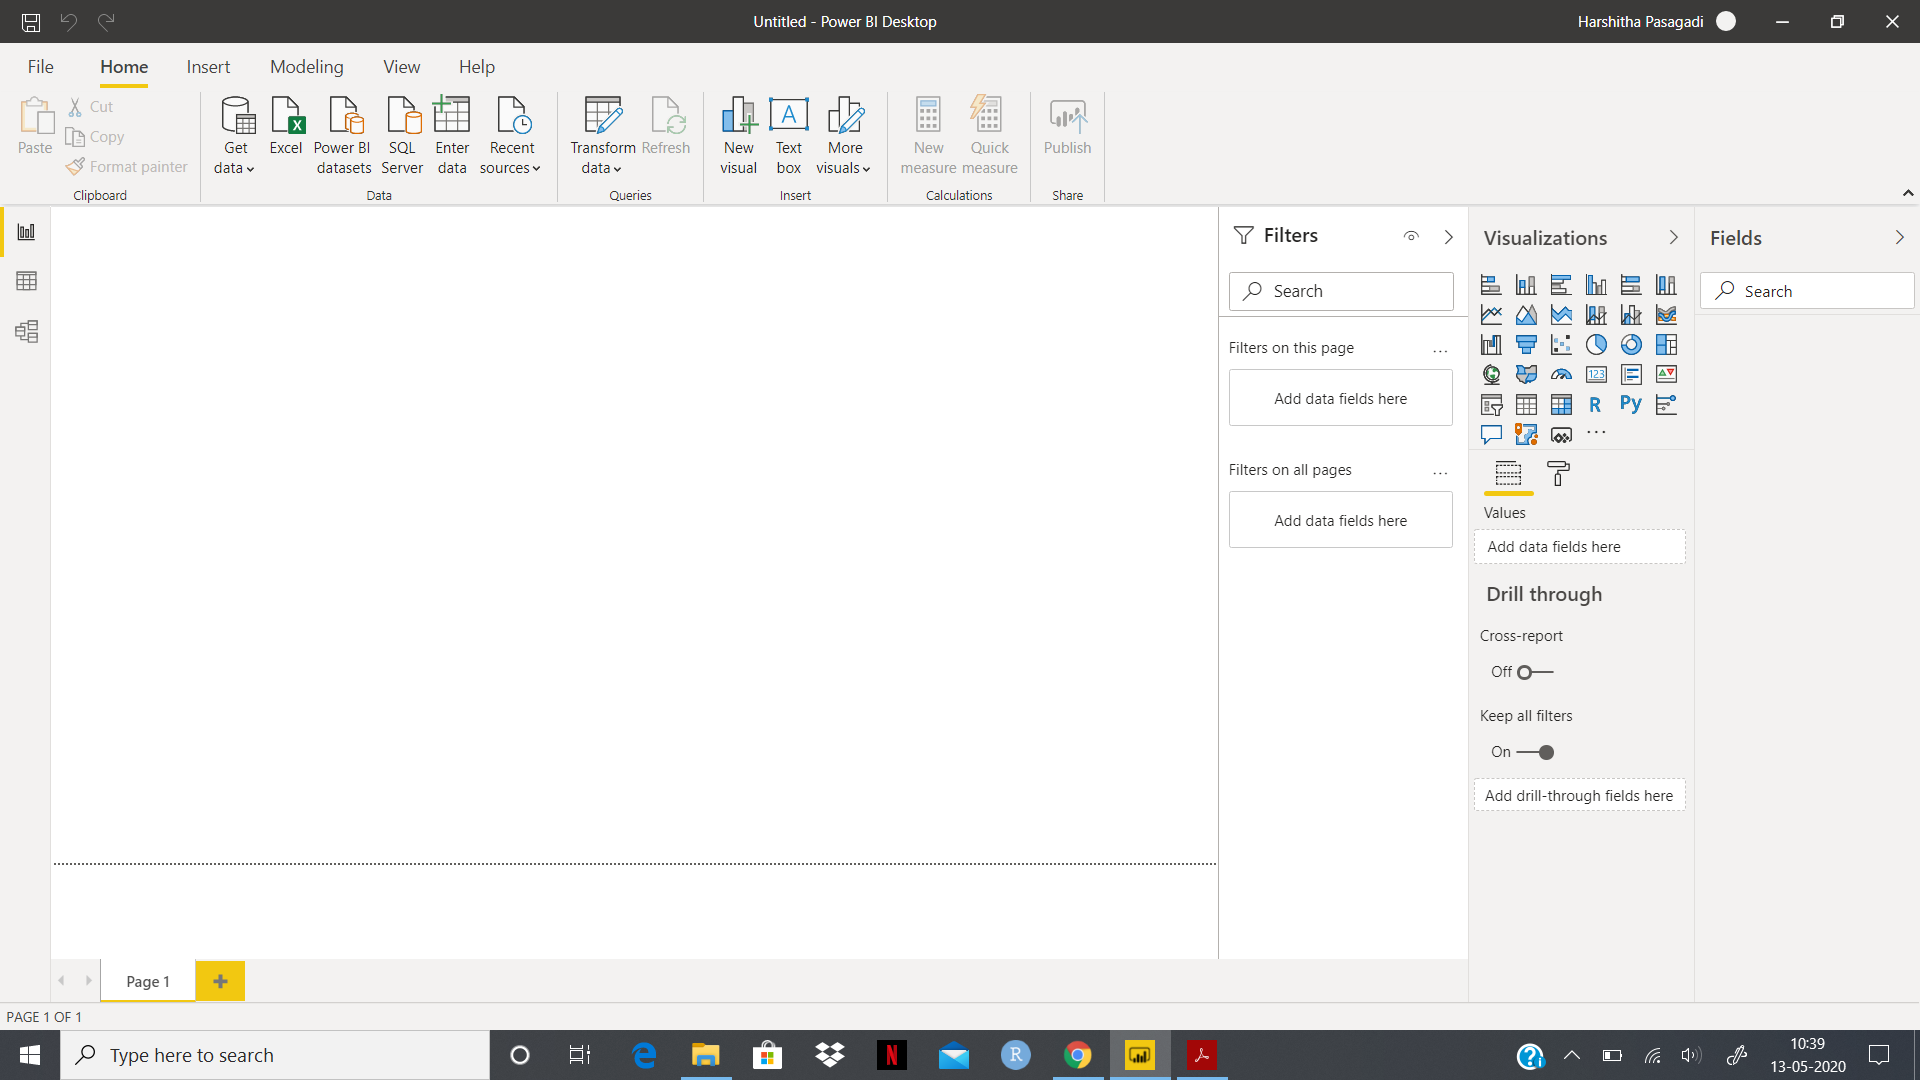 Untitled - Power BI Desktop
Harshitha Pasagadi
File Home Insert Modeling View Help
Paste
Cut
Copy
Format painter
Clipboard
Get data
Excel
Power BI datasets
SQL Server
Enter data
Recent sources
Data
Transform data
Refresh
Queries
New visual
Text box
More visuals
Insert
New measure
Quick measure
Calculations
Publish
Share
Filters
Search
Filters on this page
...
Add data fields here
Filters on all pages
...
Add data fields here
Visualizations
123
R
Py
...
Values
Add data fields here
Drill through
Cross-report
Off
Keep all filters
On
Add drill-through fields here
Fields
Search
Page 1
PAGE 1 OF 1
Type here to search
N
R
10:39
13-05-2020